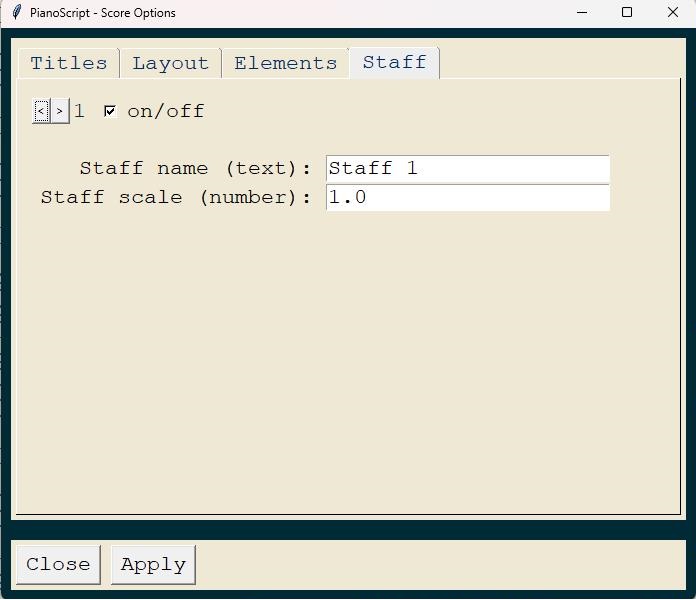 PianoScript - Score Options
Titles Layout Elements Staff
< > 1 on/off
Staff name (text): Staff 1
Staff scale (number): 1.0
Close Apply